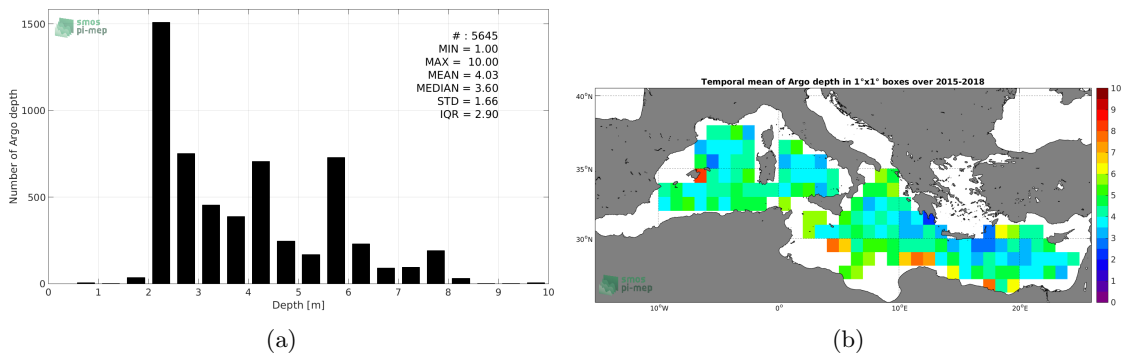 smos
pi-mep
# : 5645
MIN = 1.00
MAX = 10.00
MEAN = 4.03
MEDIAN = 3.60
STD = 1.66
IQR = 2.90
Number of Argo depth
1500
1000
500
0
0 1 2 3 4 5 6 7 8 9 10
Depth [m]
(a)
Temporal mean of Argo depth in 1°x1° boxes over 2015-2018
40°N
35°N
30°N
10°W 0° 10°E 20°E
smos
pi-mep
10
9
8
7
6
5
4
3
2
1
0
(b)